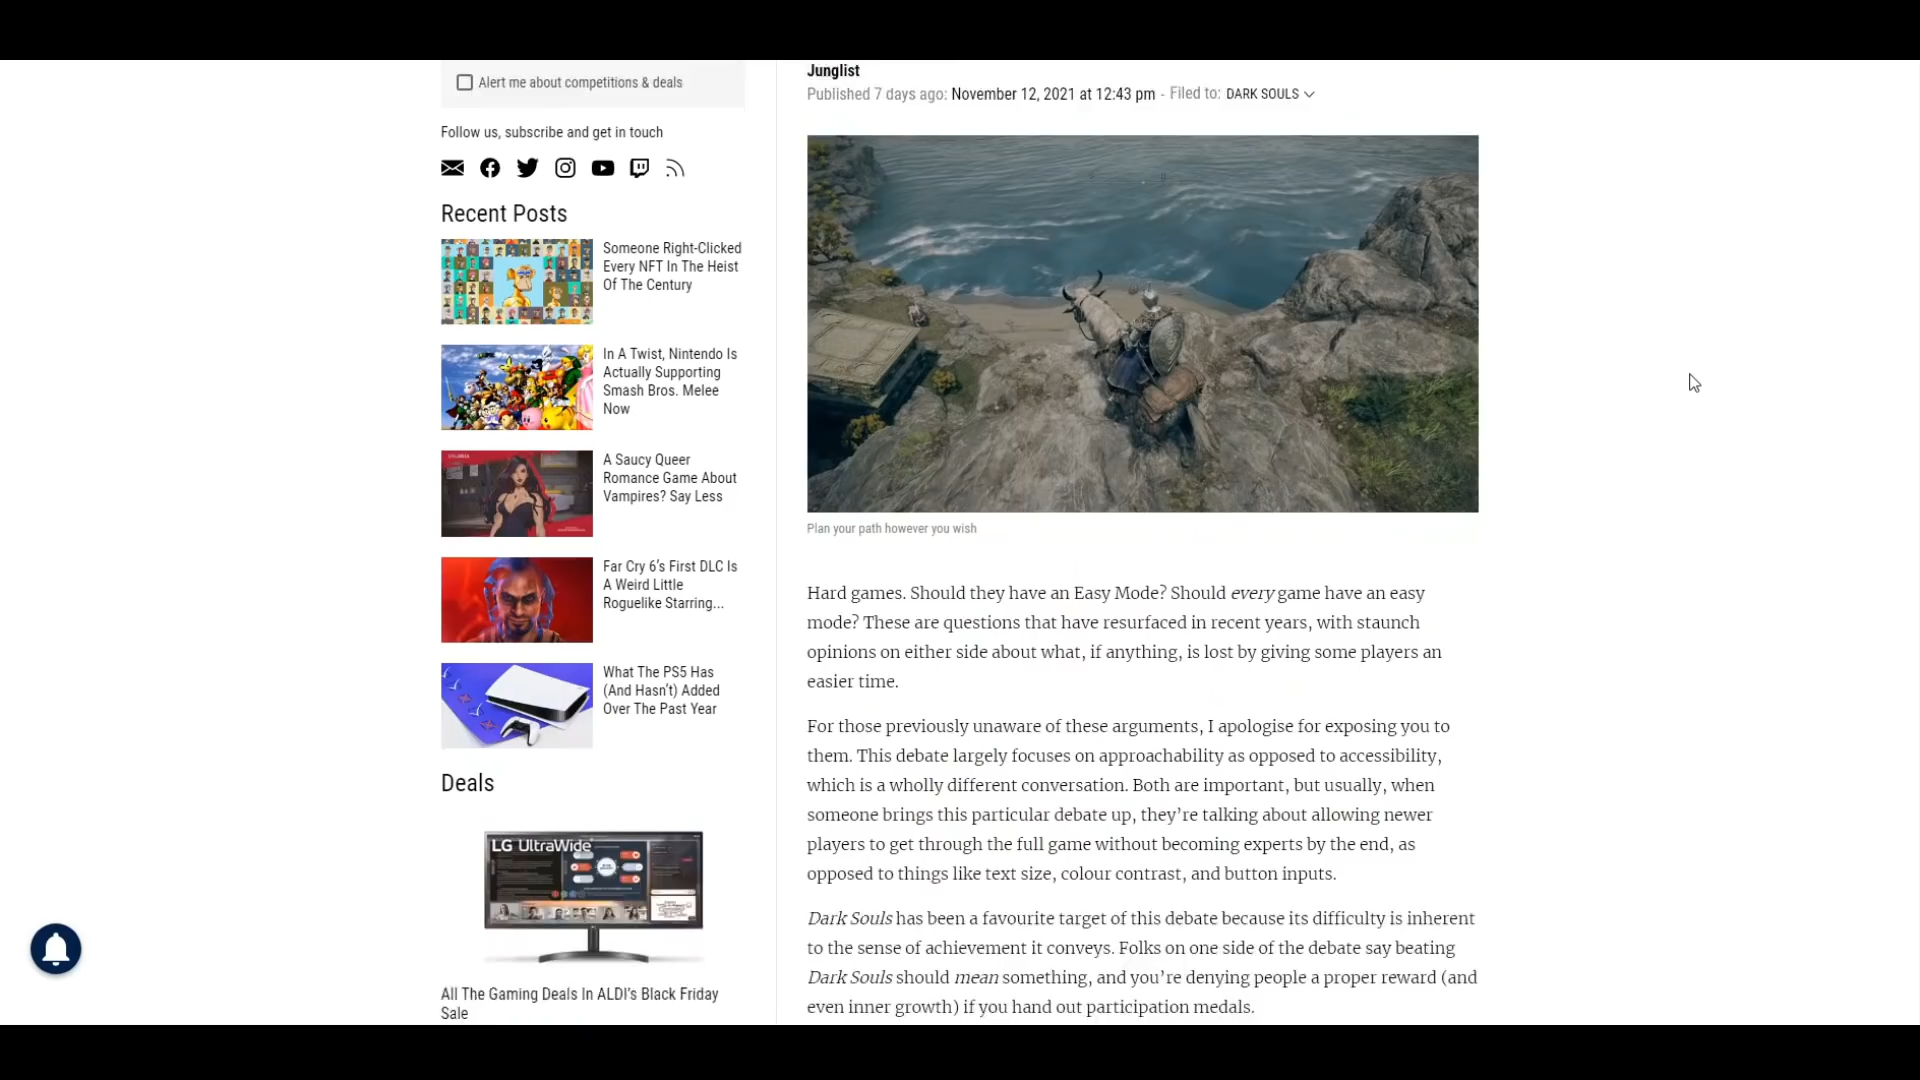 Alert me about competitions & deals
Follow us, subscribe and get in touch
Recent Posts
Someone Right-Clicked
Every NFT In The Heist
Of The Century
In A Twist, Nintendo Is
Actually Supporting
Smash Bros. Melee
Now
A Saucy Queer
Romance Game About
Vampires? Say Less
Far Cry 6’s First DLC Is
A Weird Little
Roguelike Starring...
What The PS5 Has
(And Hasn’t) Added
Over The Past Year
Deals
LG UltraWide
All The Gaming Deals In ALDI’s Black Friday
Sale
Junglist
Published 7 days ago: November 12, 2021 at 12:43 pm - Filed to: DARK SOULS
Plan your path however you wish
Hard games. Should they have an Easy Mode? Should every game have an easy
mode? These are questions that have resurfaced in recent years, with staunch
opinions on either side about what, if anything, is lost by giving some players an
easier time.
For those previously unaware of these arguments, I apologise for exposing you to
them. This debate largely focuses on approachability as opposed to accessibility,
which is a wholly different conversation. Both are important, but usually, when
someone brings this particular debate up, they’re talking about allowing newer
players to get through the full game without becoming experts by the end, as
opposed to things like text size, colour contrast, and button inputs.
Dark Souls has been a favourite target of this debate because its difficulty is inherent
to the sense of achievement it conveys. Folks on one side of the debate say beating
Dark Souls should mean something, and you’re denying people a proper reward (and
even inner growth) if you hand out participation medals.